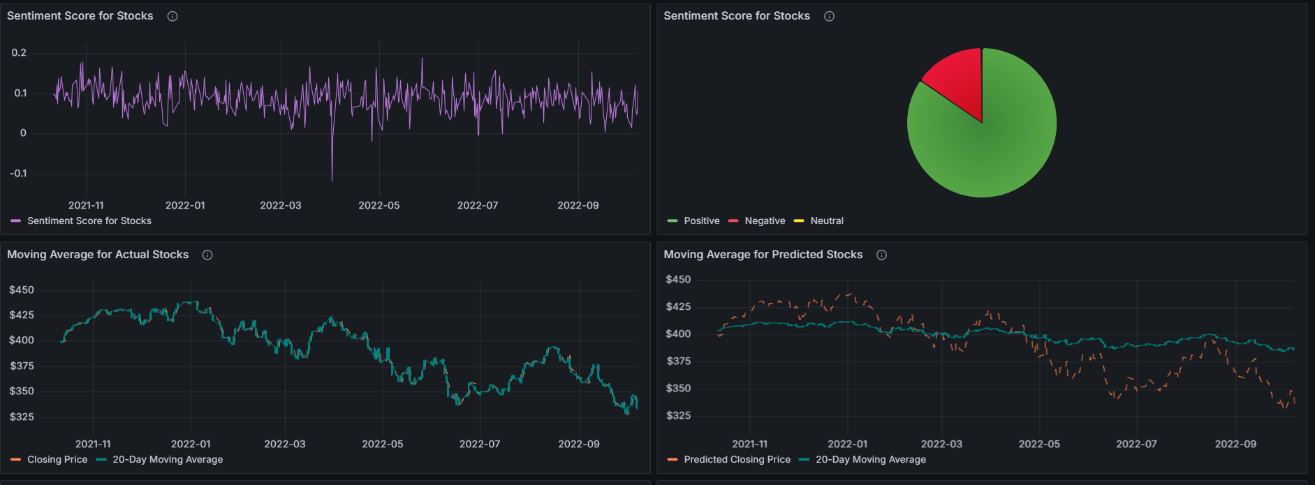 Sentiment Score for Stocks
0.2
0.1
0
-0.1
2021-11 2022-01 2022-03 2022-05 2022-07 2022-09
Sentiment Score for Stocks
Sentiment Score for Stocks
Positive Negative Neutral
Moving Average for Actual Stocks
$450
$425
$400
$375
$350
$325
2021-11 2022-01 2022-03 2022-05 2022-07 2022-09
Closing Price 20-Day Moving Average
Moving Average for Predicted Stocks
$450
$425
$400
$375
$350
$325
2021-11 2022-01 2022-03 2022-05 2022-07 2022-09
Predicted Closing Price 20-Day Moving Average